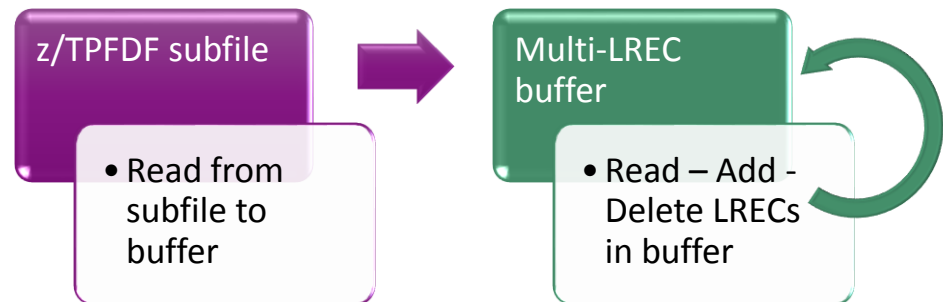 z/TPFDF subfile
• Read from
subfile to
buffer
Multi-LREC
buffer
• Read – Add -
Delete LRECs
in buffer